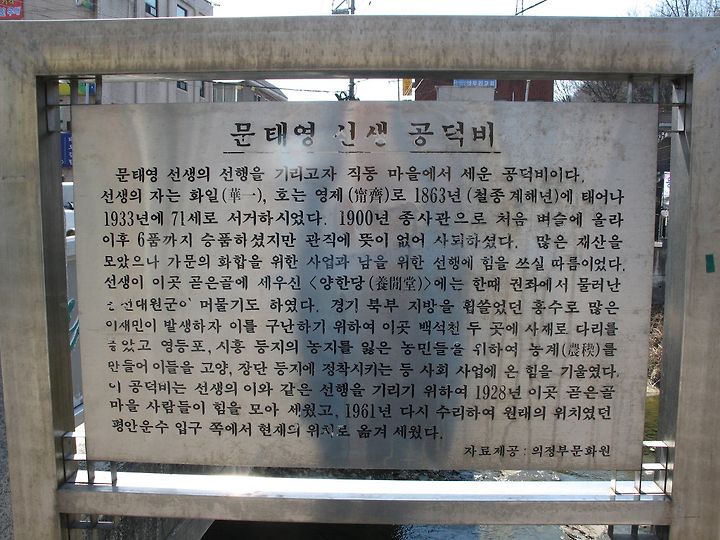 문태영 선생 공덕비
문태영 선생의 선행을 기리고자 직동 마을에서 세운 공덕비이다.
선생의 자는 화일(華一), 호는 영제(甯齊)로 1863년(철종 계해년)에 태어나
1933년에 71세로 서거하시었다. 1900년 종사관으로 처음 벼슬에 올라
이후 6품까지 승품하셨지만 관직에 뜻이 없어 사퇴하셨다. 많은 재산을
모았으나 가문의 화합을 위한 사업과 남을 위한 선행에 힘을 쓰실 따름이었다.
선생이 이곳 곧은골에 세우신 〈양한당(養閒堂)〉에는 한때 권좌에서 물러난
흥선대원군이 머물기도 하였다. 경기 북부 지방을 휩쓸었던 홍수로 많은
이재민이 발생하자 이를 구난하기 위하여 이곳 백석천 두 곳에 사재로 다리를
놓았고 영등포, 시흥 등지의 농지를 잃은 농민들을 위하여 농계(農稧)를
만들어 이들을 고양, 장단 등지에 정착시키는 등 사회 사업에 온 힘을 기울였다.
이 공덕비는 선생의 이와 같은 선행을 기리기 위하여 1928년 이곳 곧은골
마을 사람들이 힘을 모아 세웠고, 1961년 다시 수리하여 원래의 위치였던
평안운수 입구 쪽에서 현재의 위치로 옮겨 세웠다.
자료제공 : 의정부문화원